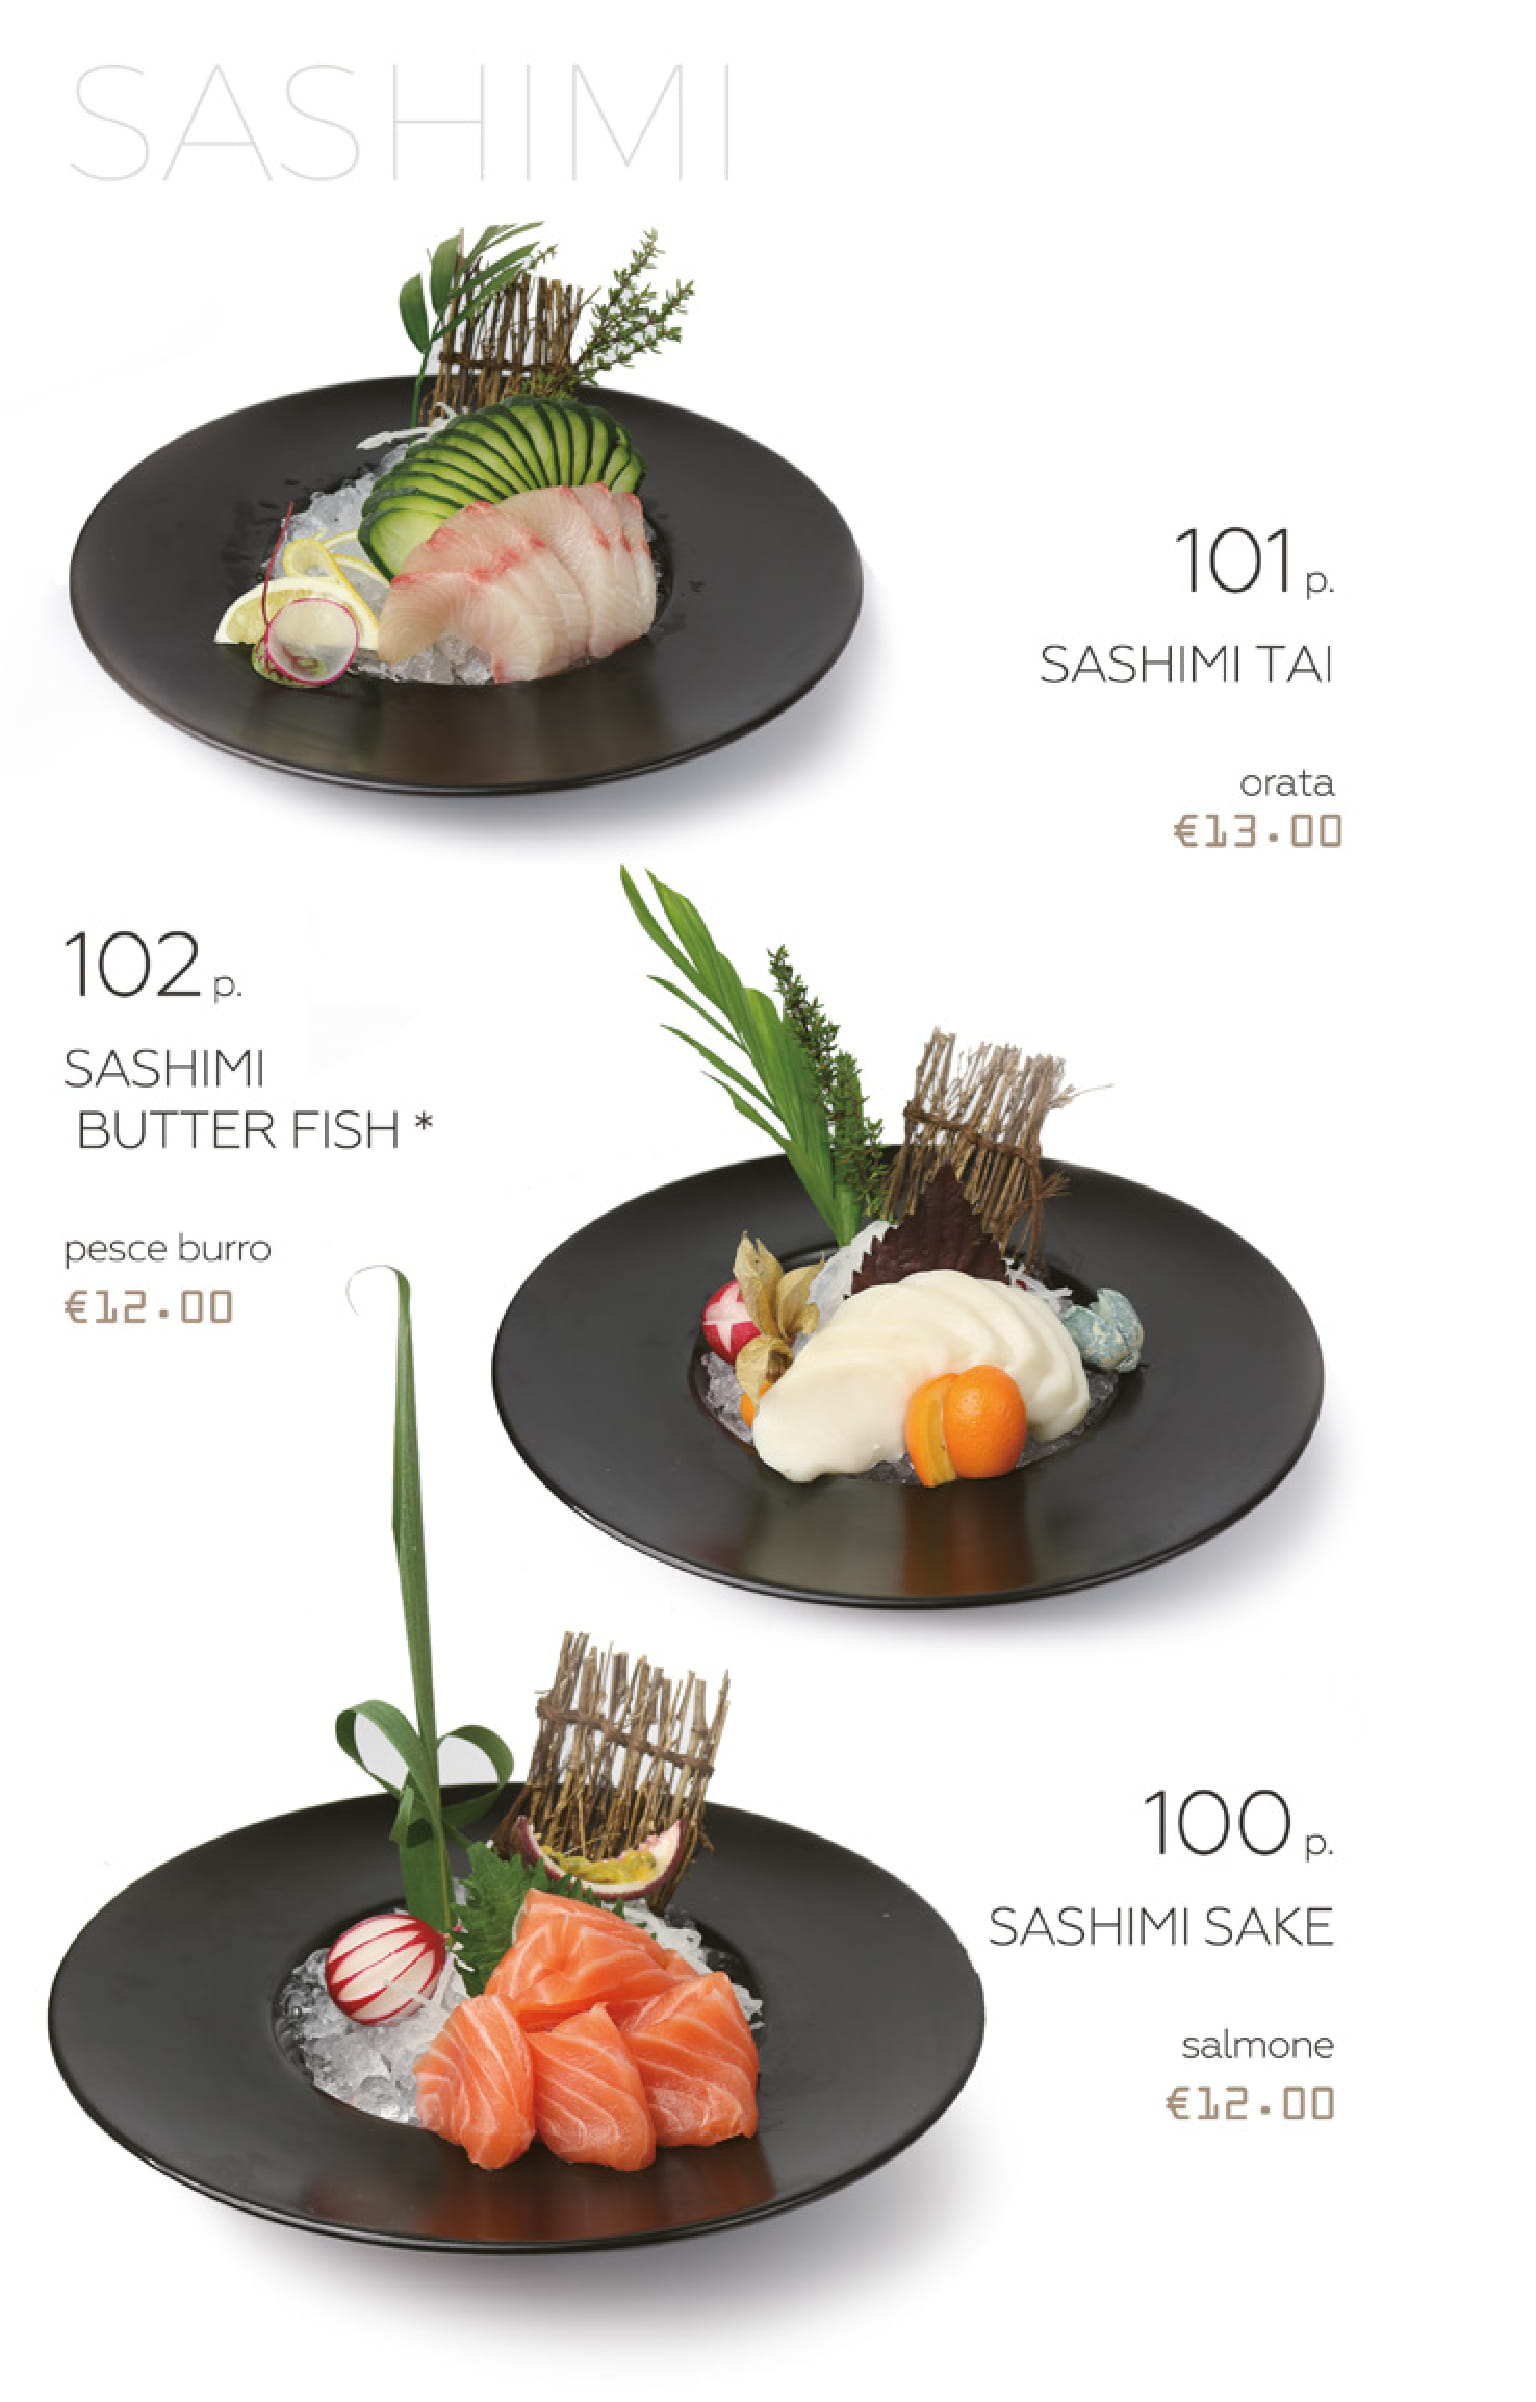 SASHIMI
101 p.
SASHIMI TAI
orata
€13.00
102 p.
SASHIMI
BUTTER FISH *
pesce burro
€12.00
100 p.
SASHIMI SAKE
salmone
€12.00